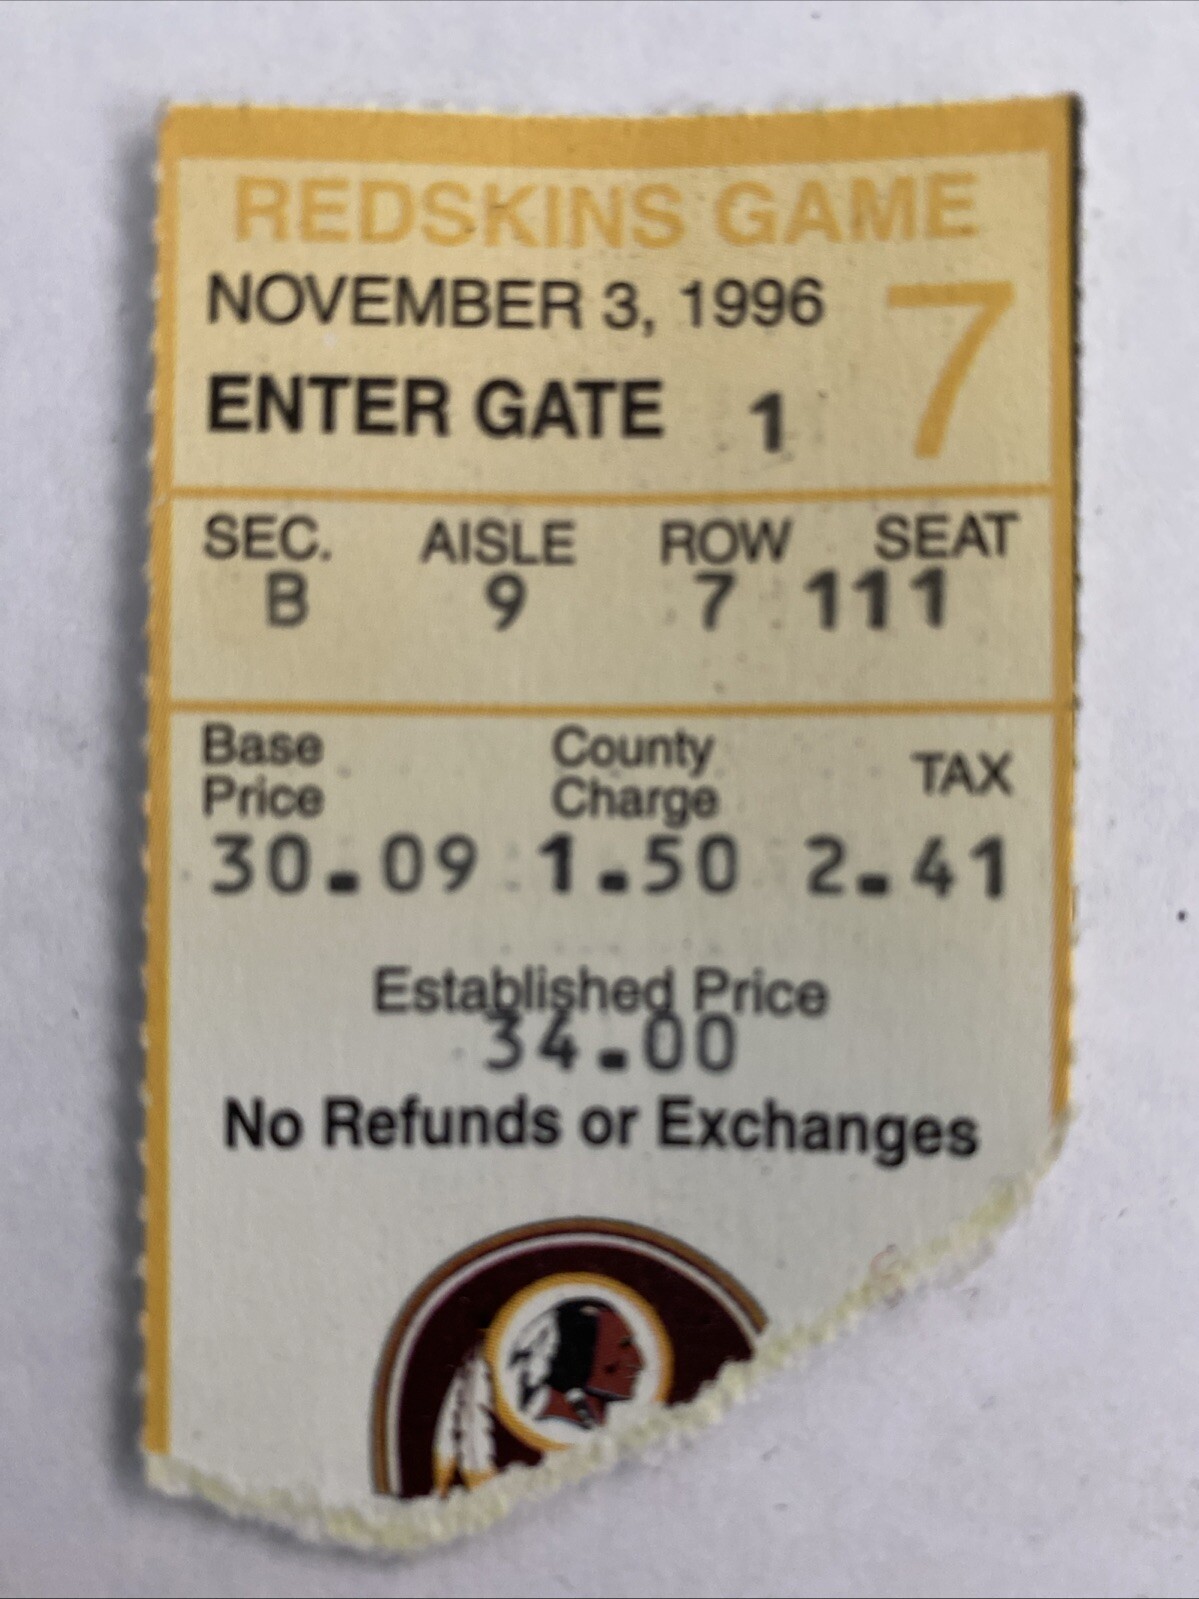 REDSKINS GAME
NOVEMBER 3, 1996 7
ENTER GATE 1
SEC. AISLE ROW SEAT
B 9 7 111
Base County TAX
Price Charge
30.09 1.50 2.41
Established Price
34.00
No Refunds or Exchanges